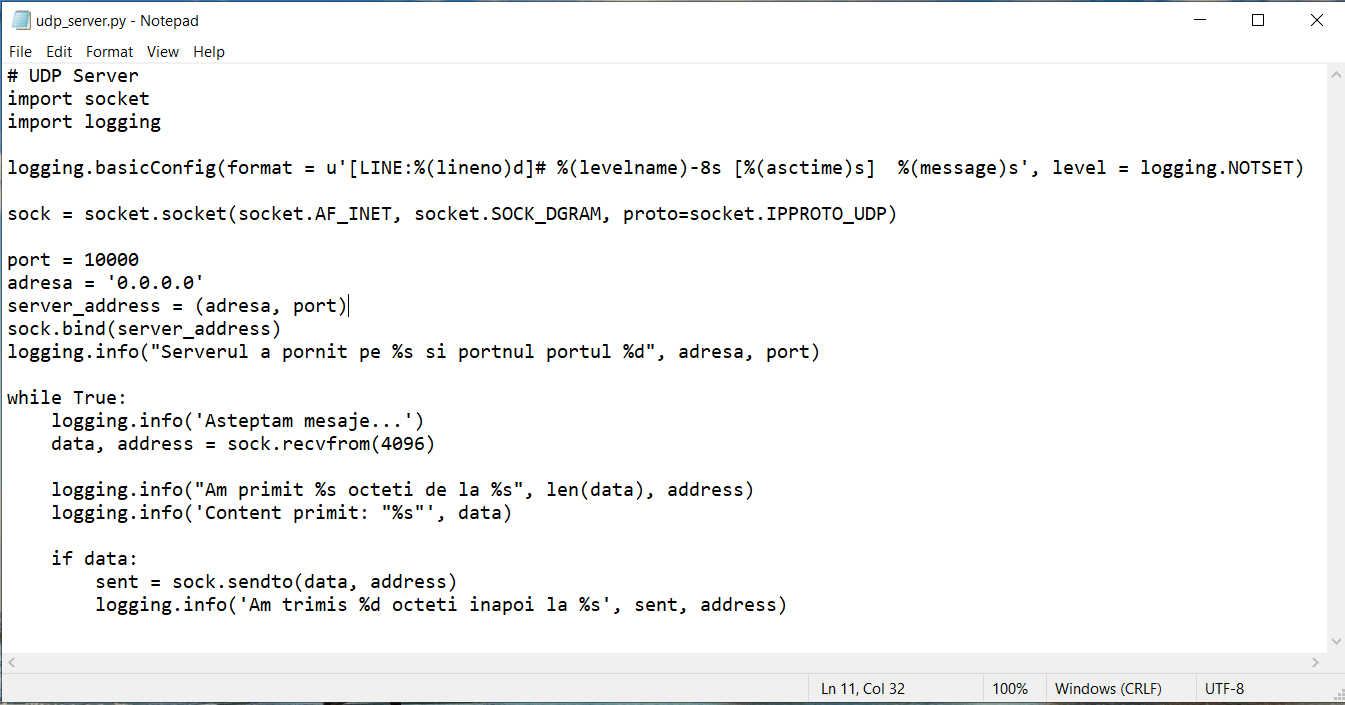 udp_server.py - Notepad
File Edit Format View Help
# UDP Server
import socket
import logging

logging.basicConfig(format = u'[LINE:%(lineno)d]# %(levelname)-8s [%(asctime)s]  %(message)s', level = logging.NOTSET)

sock = socket.socket(socket.AF_INET, socket.SOCK_DGRAM, proto=socket.IPPROTO_UDP)

port = 10000
adresa = '0.0.0.0'
server_address = (adresa, port)
sock.bind(server_address)
logging.info("Serverul a pornit pe %s si portnul portul %d", adresa, port)

while True:
    logging.info('Asteptam mesaje...')
    data, address = sock.recvfrom(4096)

    logging.info("Am primit %s octeti de la %s", len(data), address)
    logging.info('Content primit: "%s"', data)

    if data:
        sent = sock.sendto(data, address)
        logging.info('Am trimis %d octeti inapoi la %s', sent, address)

Ln 11, Col 32 100% Windows (CRLF) UTF-8